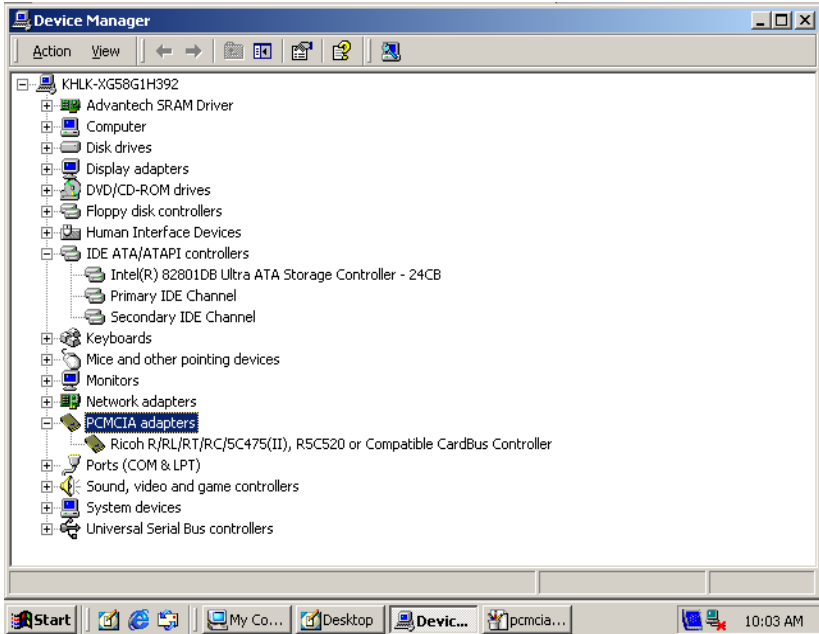 Device Manager
Action View
KHLK-XG58G1H392
Advantech SRAM Driver
Computer
Disk drives
Display adapters
DVD/CD-ROM drives
Floppy disk controllers
Human Interface Devices
IDE ATA/ATAPI controllers
Intel(R) 82801DB Ultra ATA Storage Controller - 24CB
Primary IDE Channel
Secondary IDE Channel
Keyboards
Mice and other pointing devices
Monitors
Network adapters
PCMCIA adapters
Ricoh R/RL/RT/RC/5C475(II), R5C520 or Compatible CardBus Controller
Ports (COM & LPT)
Sound, video and game controllers
System devices
Universal Serial Bus controllers
Start My Co... Desktop Devic... pcmcia... 10:03 AM